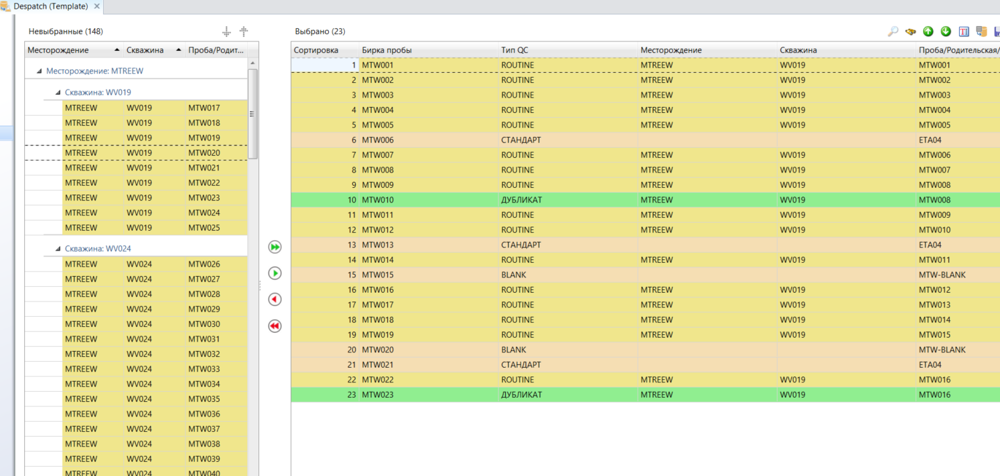 Despatch (Template)
Невыбранные (148)
Месторождение Скважина Проба/Родит...
Месторождение: MTREEW
Скважина: WV019
MTREEW WV019 MTW017
MTREEW WV019 MTW018
MTREEW WV019 MTW019
MTREEW WV019 MTW020
MTREEW WV019 MTW021
MTREEW WV019 MTW022
MTREEW WV019 MTW023
MTREEW WV019 MTW024
MTREEW WV019 MTW025
Скважина: WV024
MTREEW WV024 MTW026
MTREEW WV024 MTW027
MTREEW WV024 MTW028
MTREEW WV024 MTW029
MTREEW WV024 MTW030
MTREEW WV024 MTW031
MTREEW WV024 MTW032
MTREEW WV024 MTW033
MTREEW WV024 MTW034
MTREEW WV024 MTW035
MTREEW WV024 MTW036
MTREEW WV024 MTW037
MTREEW WV024 MTW038
MTREEW WV024 MTW039
MTREEW WV024 MTW040
Выбрано (23)
Сортировка Бирка пробы Тип QC Месторождение Скважина Проба/Родительская/
1 MTW001 ROUTINE MTREEW WV019 MTW001
2 MTW002 ROUTINE MTREEW WV019 MTW002
3 MTW003 ROUTINE MTREEW WV019 MTW003
4 MTW004 ROUTINE MTREEW WV019 MTW004
5 MTW005 ROUTINE MTREEW WV019 MTW005
6 MTW006 СТАНДАРТ ETA04
7 MTW007 ROUTINE MTREEW WV019 MTW006
8 MTW008 ROUTINE MTREEW WV019 MTW007
9 MTW009 ROUTINE MTREEW WV019 MTW008
10 MTW010 ДУБЛИКАТ MTREEW WV019 MTW008
11 MTW011 ROUTINE MTREEW WV019 MTW009
12 MTW012 ROUTINE MTREEW WV019 MTW010
13 MTW013 СТАНДАРТ ETA04
14 MTW014 ROUTINE MTREEW WV019 MTW011
15 MTW015 BLANK MTW-BLANK
16 MTW016 ROUTINE MTREEW WV019 MTW012
17 MTW017 ROUTINE MTREEW WV019 MTW013
18 MTW018 ROUTINE MTREEW WV019 MTW014
19 MTW019 ROUTINE MTREEW WV019 MTW015
20 MTW020 BLANK MTW-BLANK
21 MTW021 СТАНДАРТ ETA04
22 MTW022 ROUTINE MTREEW WV019 MTW016
23 MTW023 ДУБЛИКАТ MTREEW WV019 MTW016